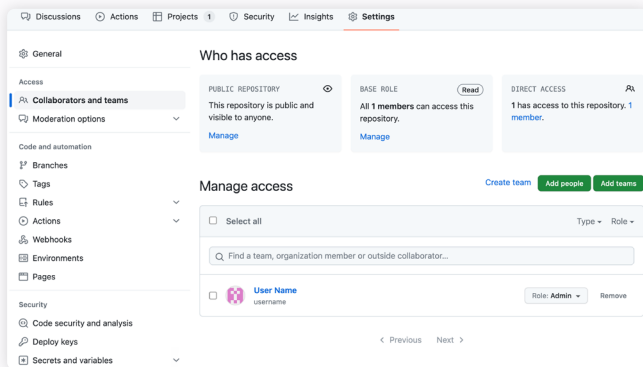 Discussions Actions Projects 1 Security Insights Settings
General
Access
Collaborators and teams
Moderation options
Code and automation
Branches
Tags
Rules
Actions
Webhooks
Environments
Pages
Security
Code security and analysis
Deploy keys
Secrets and variables
Who has access
PUBLIC REPOSITORY
This repository is public and
visible to anyone.
Manage
BASE ROLE Read
All 1 members can access this
repository.
Manage
DIRECT ACCESS
1 has access to this repository. 1
member.
Manage access
Create team Add people Add teams
Select all Type Role
Find a team, organization member or outside collaborator...
User Name
username
Role: Admin Remove
Previous Next